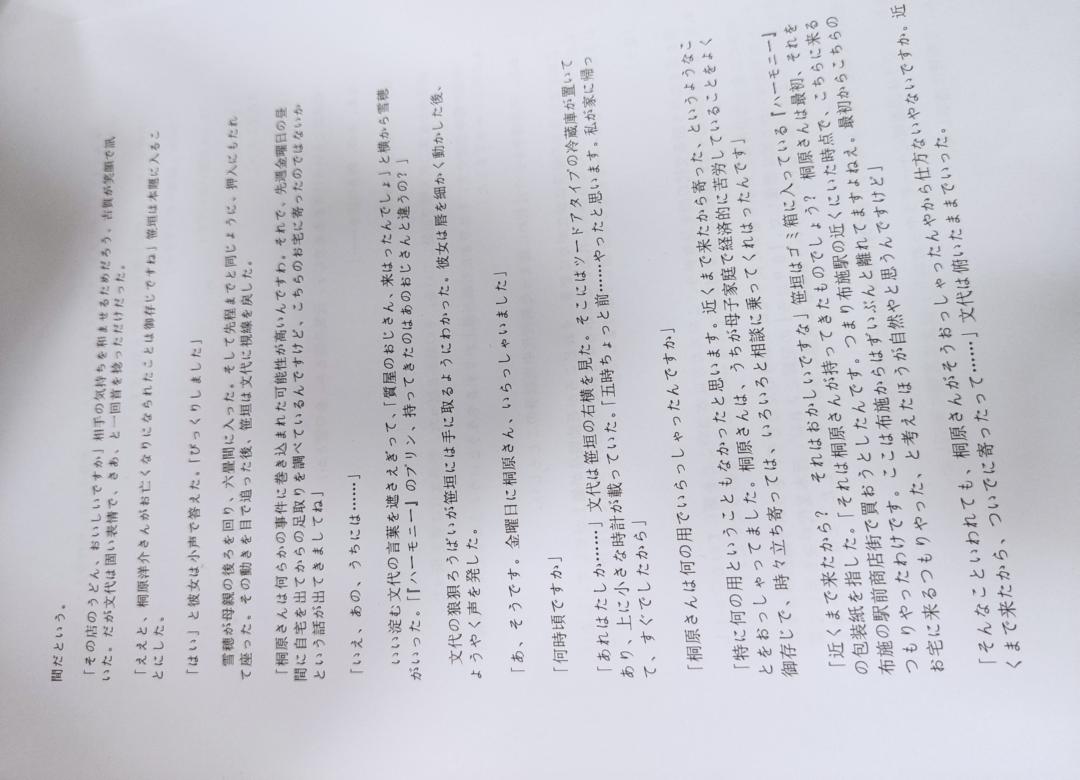 間だという。
「その店のうどん、おいしいですか」相手の気持ちを和ませるためだろう、古賀が笑顔で訊
いた。だが文代は固い表情で、さあ、と一回首を捻っただけだった。
「ええと、桐原洋介さんがお亡くなりになられたことは御存じですね」笹垣は本題に入るこ
とにした。
「はい」と彼女は小声で答えた。「びっくりしました」
雪穂が母親の後ろを回り、六畳間に入った。そして先程までと同じように、押入にもたれ
て座った。その動きを目で追った後、笹垣は文代に視線を戻した。
「桐原さんは何らかの事件に巻き込まれた可能性が高いんですわ。それで、先週金曜日の昼
間に自宅を出てからの足取りを調べているんですけど、こちらのお宅に寄ったのではないか
という話が出てきましてね」
「いえ、あの、うちには……」
いい淀む文代の言葉を遮さえぎって、「質屋のおじさん、来はったんでしょ」と横から雪穂
がいった。「『ハーモニー』のプリン、持ってきたのはあのおじさんと違うの？」
文代の狼狽ろうばいが笹垣には手に取るようにわかった。彼女は唇を細かく動かした後、
ようやく声を発した。
「あ、そうです。金曜日に桐原さん、いらっしゃいました」
「何時頃ですか」
「あれはたしか……」文代は笹垣の右横を見た。そこにはツードアタイプの冷蔵庫が置いて
あり、上に小さな時計が載っていた。「五時ちょっと前……やったと思います。私が家に帰っ
て、すぐでしたから」
「桐原さんは何の用でいらっしゃったんですか」
「特に何の用ということもなかったと思います。近くまで来たから寄った、というようなこ
とをおっしゃってました。桐原さんは、うちが母子家庭で経済的に苦労していることをよく
御存じで、時々立ち寄っては、いろいろと相談に乗ってくれはったんです」
「近くまで来たから？　それはおかしいですな」笹垣はゴミ箱に入っている『ハーモニー』
の包装紙を指した。「それは桐原さんが持ってきたものでしょう？　桐原さんは最初、それを
布施の駅前商店街で買おうとしたんです。つまり布施駅の近くにいた時点で、こちらに来る
つもりやったわけです。ここは布施からはずいぶんと離れてますよねえ。最初からこちらの
お宅に来るつもりやった、と考えたほうが自然やと思うんですけど」
「そんなこといわれても、桐原さんがそうおっしゃったんやから仕方ないやないですか。近
くまで来たから、ついでに寄ったって……」文代は俯いたままでいった。